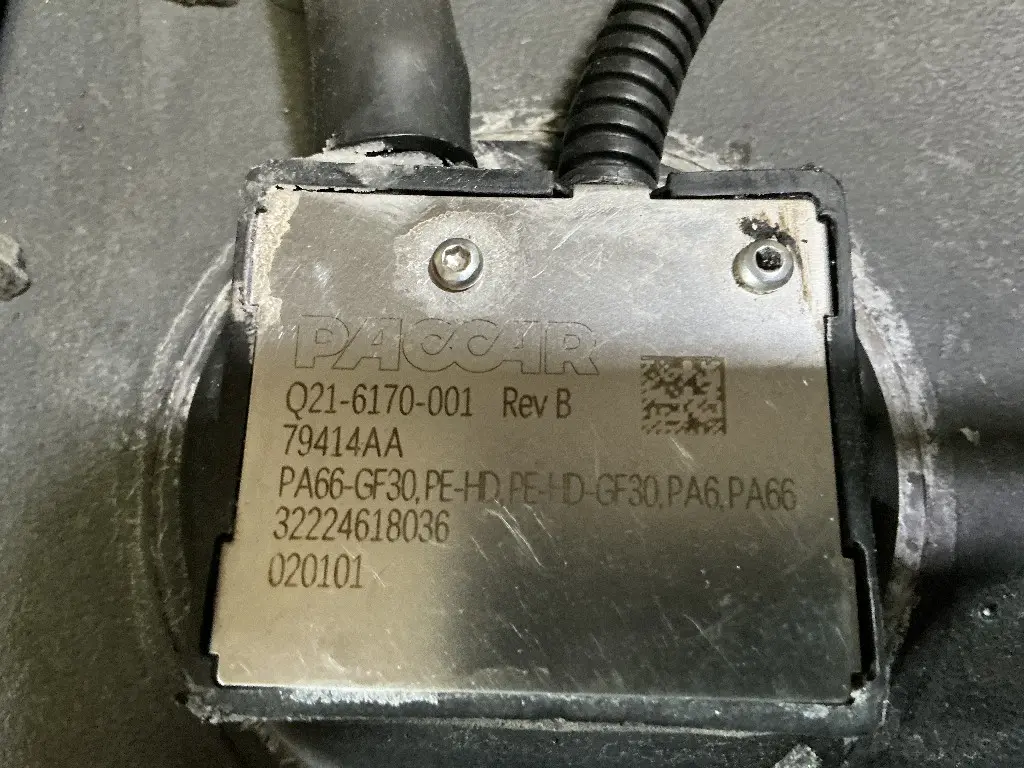 PACCAR
Q21-6170-001 Rev B
79414AA
PA66-GF30,PE-HD,PE-HD-GF30,PA6,PA66
32224618036
020101